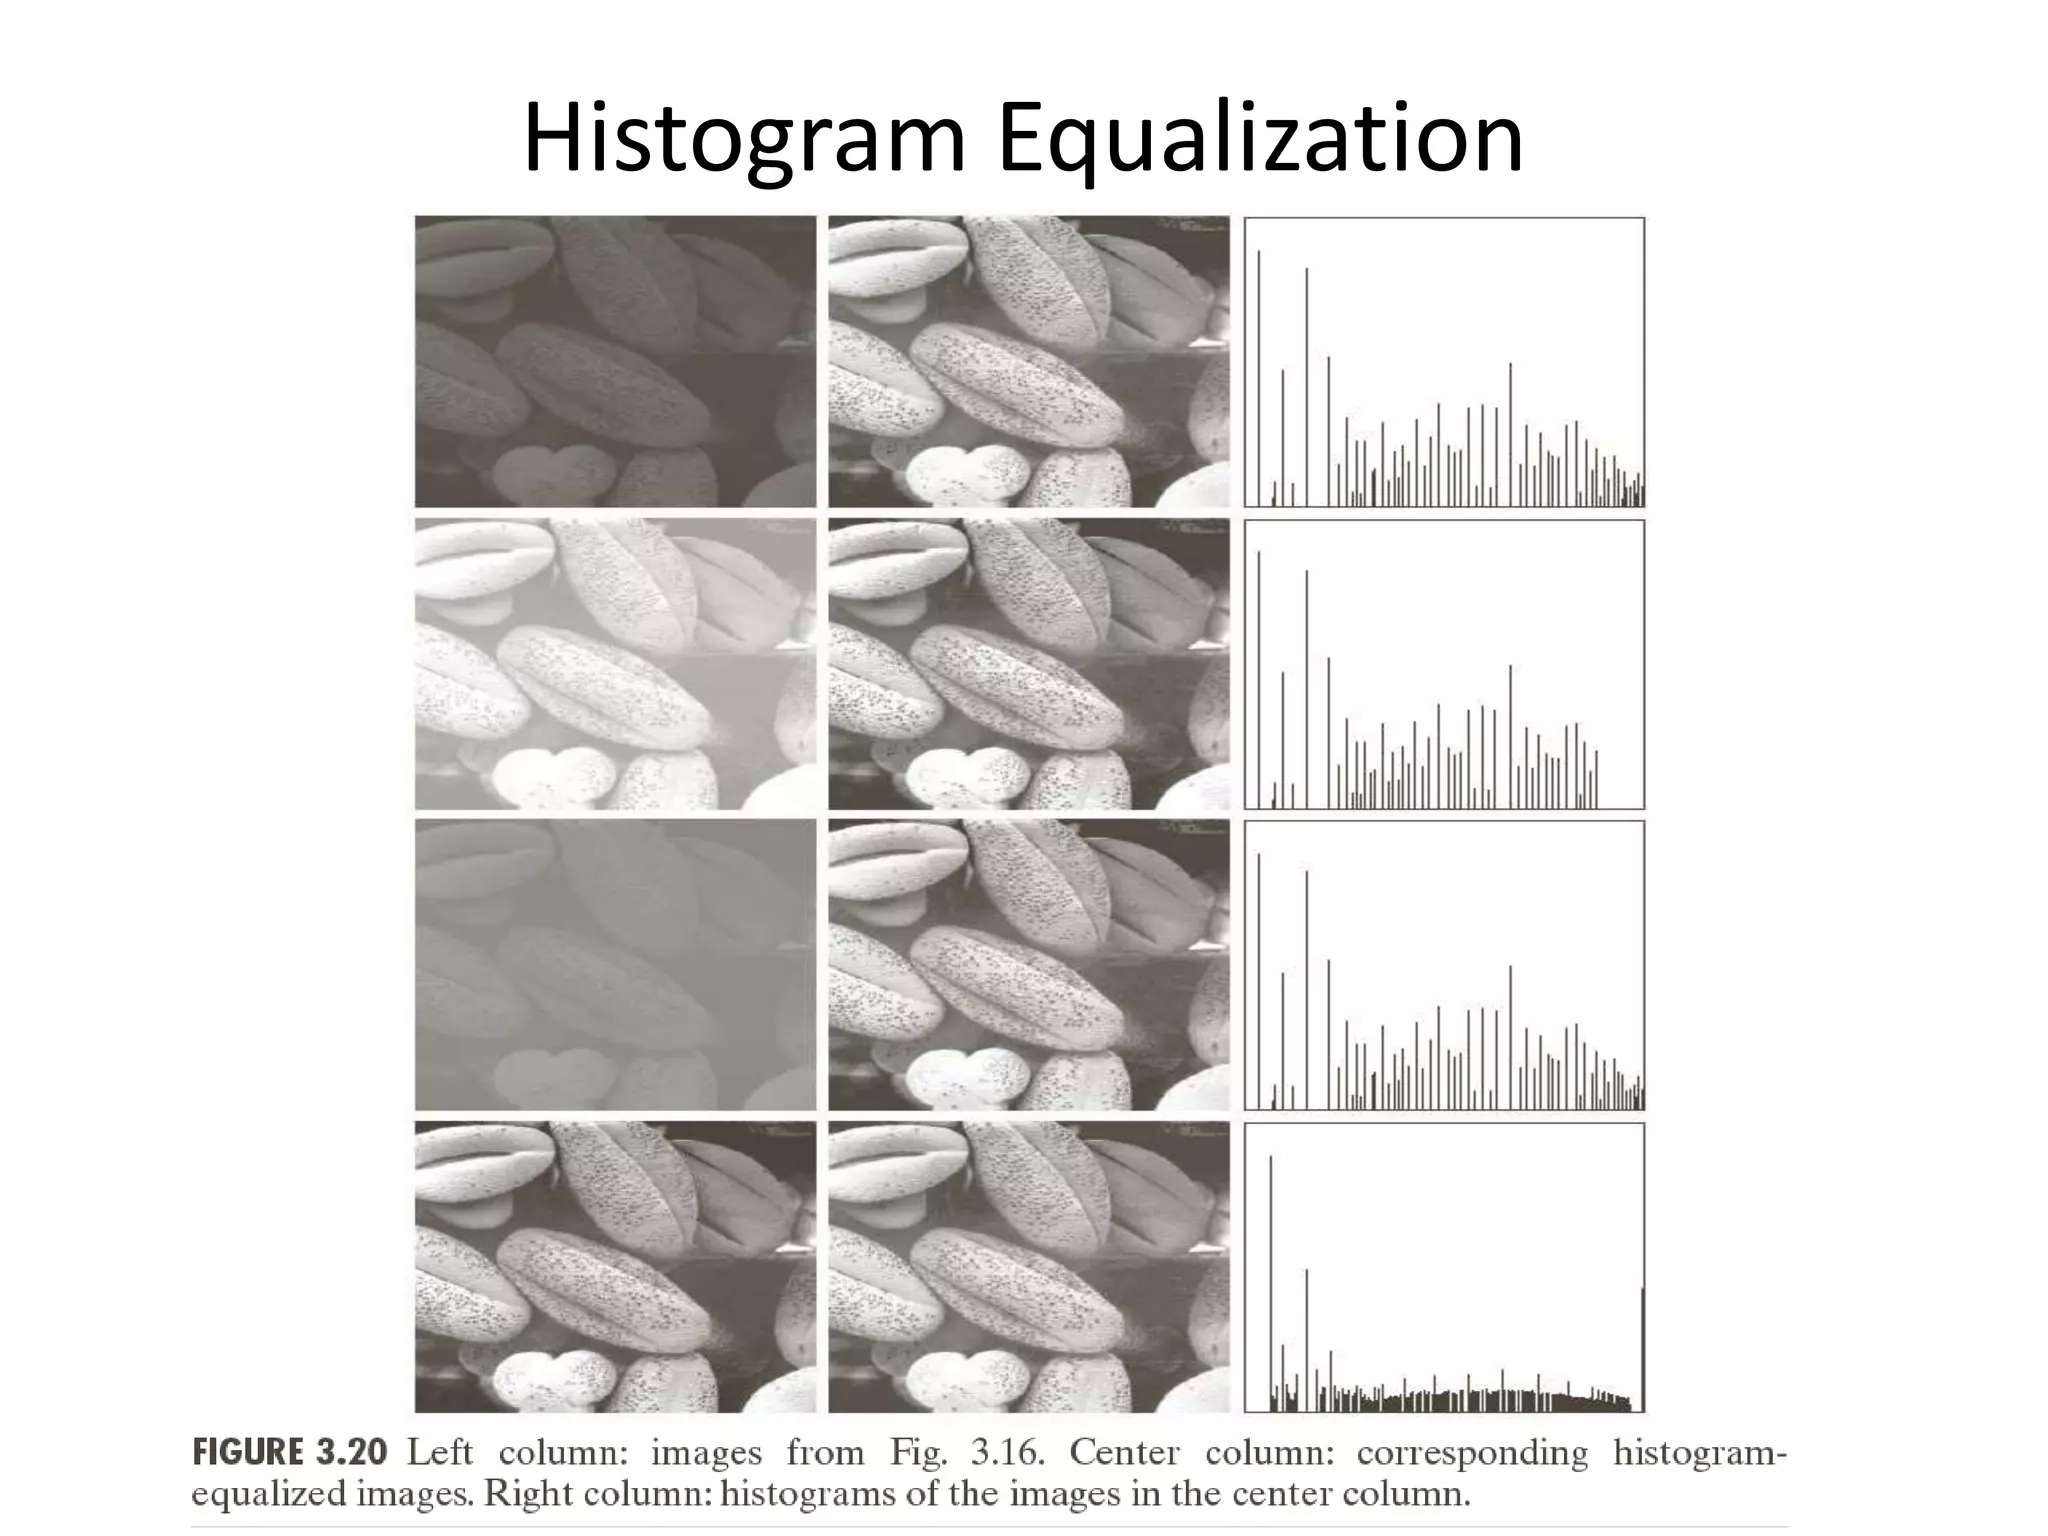 Histogram Equalization
FIGURE 3.20 Left column: images from Fig. 3.16. Center column: corresponding histogram-
equalized images. Right column: histograms of the images in the center column.